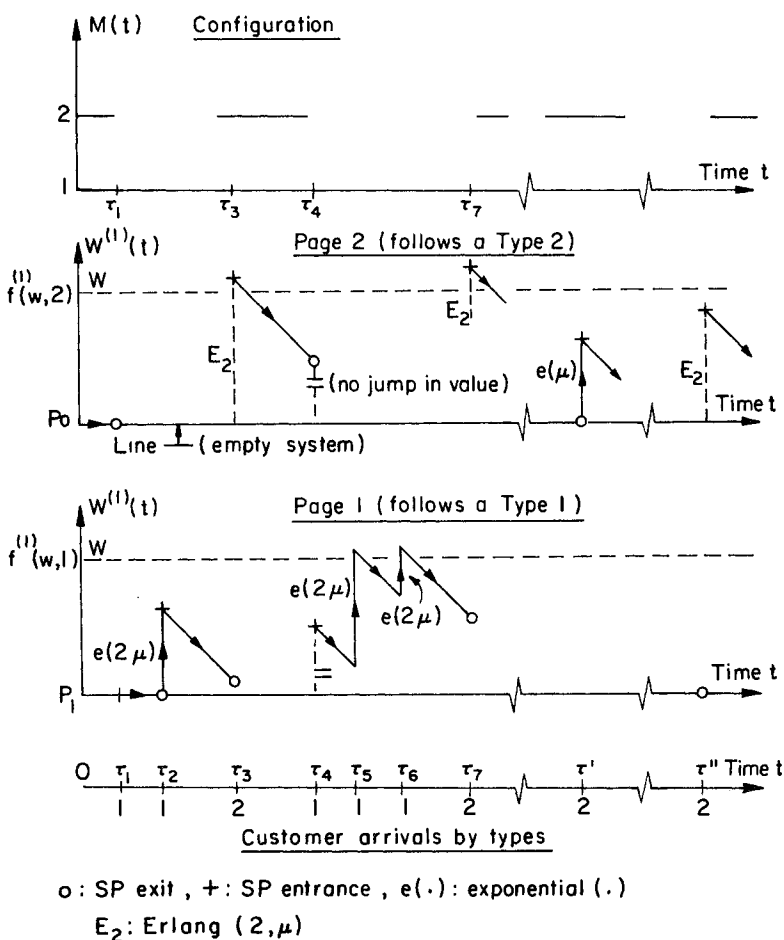 M(t) Configuration
2
1
Time t
τ₁ τ₃ τ₄ τ₇
W⁽¹⁾(t) Page 2 (follows a Type 2)
f⁽¹⁾(w,2) W
E₂
= (no jump in value)
E₂
e(μ)
E₂
P₀
Time t
Line (empty system)
W⁽¹⁾(t) Page 1 (follows a Type 1)
f⁽¹⁾(w,1) W
e(2μ)
e(2μ)
e(2μ)
=
P₁
Time t
0 τ₁ τ₂ τ₃ τ₄ τ₅ τ₆ τ₇ τ' τ'' Time t
1 1 2 1 1 1 2 2 2
Customer arrivals by types
o : SP exit , + : SP entrance , e(.) : exponential (.)
E₂: Erlang (2,μ)